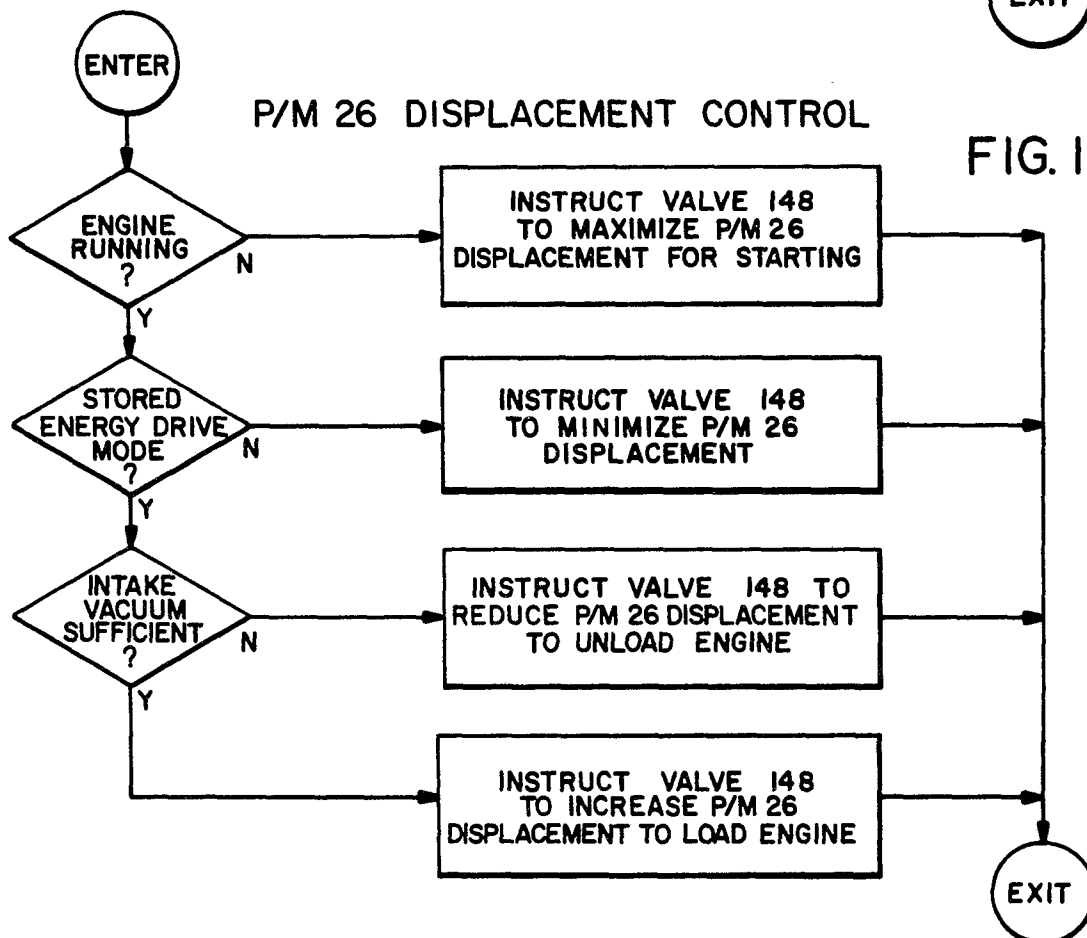 EXIT
ENTER
P/M 26 DISPLACEMENT CONTROL
FIG. 1
ENGINE
RUNNING
?
N
Y
INSTRUCT VALVE 148
TO MAXIMIZE P/M 26
DISPLACEMENT FOR STARTING
STORED
ENERGY DRIVE
MODE
?
N
Y
INSTRUCT VALVE 148
TO MINIMIZE P/M 26
DISPLACEMENT
INTAKE
VACUUM
SUFFICIENT
?
N
Y
INSTRUCT VALVE 148 TO
REDUCE P/M 26 DISPLACEMENT
TO UNLOAD ENGINE
INSTRUCT VALVE 148
TO INCREASE P/M 26
DISPLACEMENT TO LOAD ENGINE
EXIT